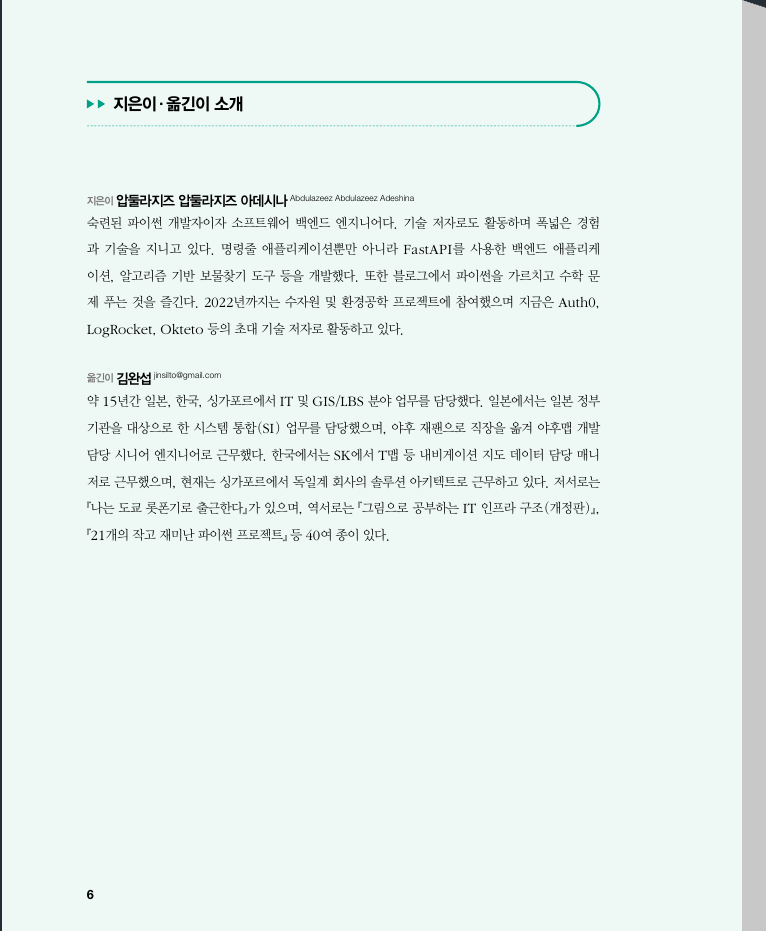 지은이·옮긴이 소개
지은이 압둘라지즈 압둘라지즈 아데시나 Abdulazeez Abdulazeez Adeshina
숙련된 파이썬 개발자이자 소프트웨어 백엔드 엔지니어다. 기술 저자로도 활동하며 폭넓은 경험
과 기술을 지니고 있다. 명령줄 애플리케이션뿐만 아니라 FastAPI를 사용한 백엔드 애플리케
이션, 알고리즘 기반 보물찾기 도구 등을 개발했다. 또한 블로그에서 파이썬을 가르치고 수학 문
제 푸는 것을 즐긴다. 2022년까지는 수자원 및 환경공학 프로젝트에 참여했으며 지금은 Auth0,
LogRocket, Okteto 등의 초대 기술 저자로 활동하고 있다.
옮긴이 김완섭 jinsilto@gmail.com
약 15년간 일본, 한국, 싱가포르에서 IT 및 GIS/LBS 분야 업무를 담당했다. 일본에서는 일본 정부
기관을 대상으로 한 시스템 통합(SI) 업무를 담당했으며, 야후 재팬으로 직장을 옮겨 야후맵 개발
담당 시니어 엔지니어로 근무했다. 한국에서는 SK에서 T맵 등 내비게이션 지도 데이터 담당 매니
저로 근무했으며, 현재는 싱가포르에서 독일계 회사의 솔루션 아키텍트로 근무하고 있다. 저서로는
『나는 도쿄 롯폰기로 출근한다』가 있으며, 역서로는 『그림으로 공부하는 IT 인프라 구조(개정판)』,
『21개의 작고 재미난 파이썬 프로젝트』 등 40여 종이 있다.
6